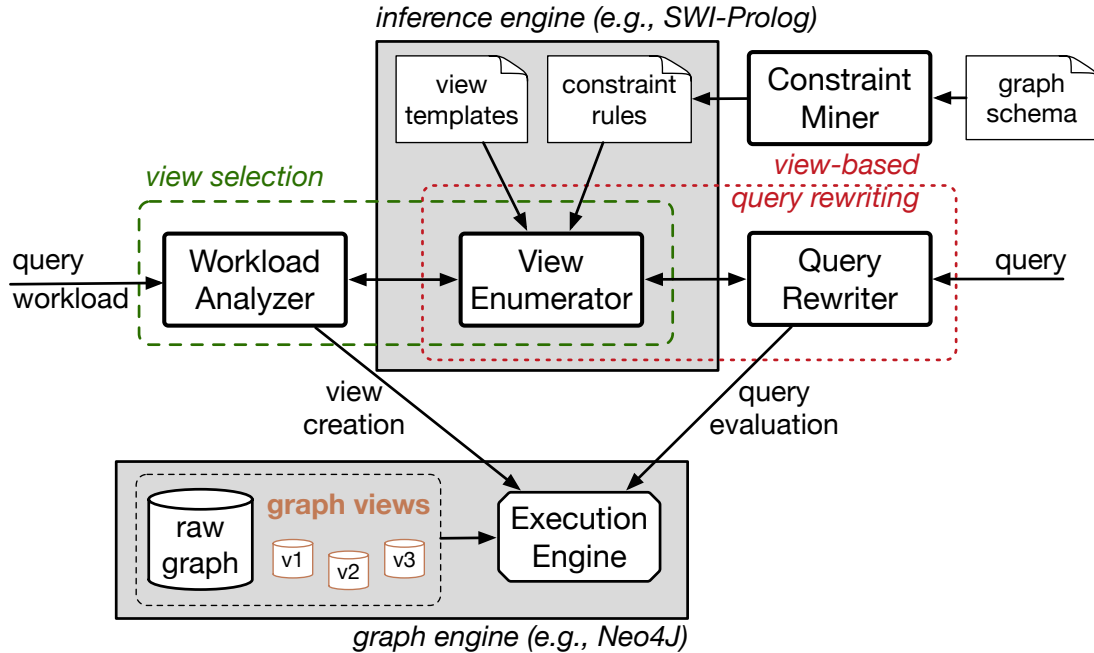 inference engine (e.g., SWI-Prolog)
view
templates
constraint
rules
Constraint
Miner
graph
schema
view selection
view-based
query rewriting
query
workload
Workload
Analyzer
View
Enumerator
Query
Rewriter
query
view
creation
query
evaluation
raw
graph
graph views
v1
v2
v3
Execution
Engine
graph engine (e.g., Neo4J)